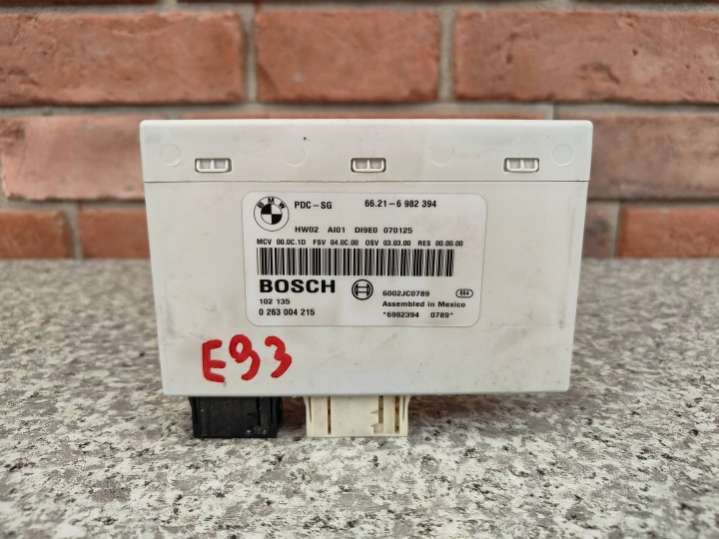 BMW
PDC-SG 66.21-6 982 394
HW02 AI01 DI9E0 070125
MCV 00.0C.1D FSV 04.0C.00 OSV 03.03.00 RES 00.00.00
BOSCH 6002JC0789
102 135 Assembled in Mexico
0 263 004 215 *6982394 0789*
E93